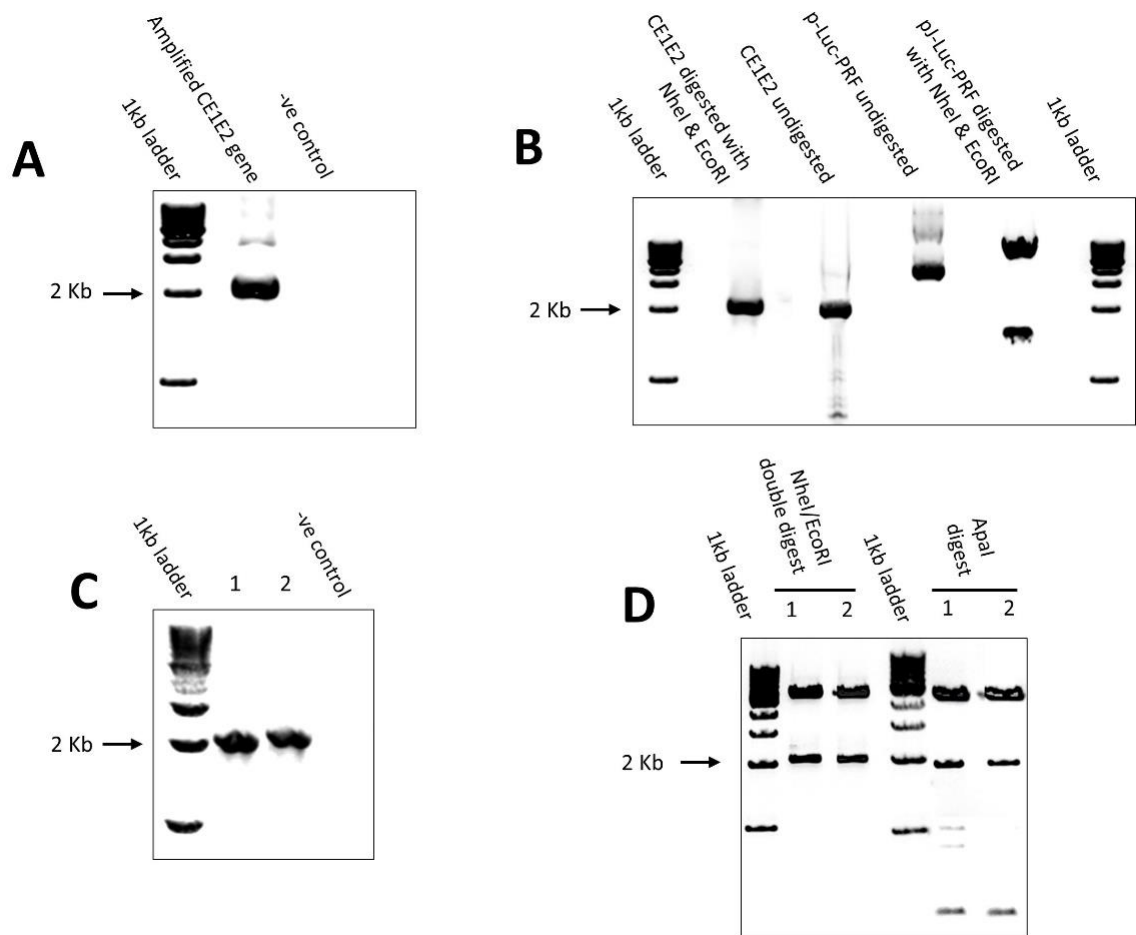 A
1kb ladder
Amplified CE1E2 gene
-ve control
2 Kb
B
1kb ladder
CE1E2 digested with
NheI & EcoRI
CE1E2 undigested
p-Luc-PRF undigested
pJ-Luc-PRF digested
with NheI & EcoRI
1kb ladder
2 Kb
C
1kb ladder
1
2
-ve control
2 Kb
D
1kb ladder
NheI/EcoRI
double digest
1
2
1kb ladder
ApaI
digest
1
2
2 Kb